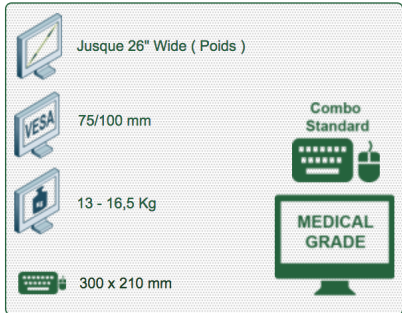 Jusque 26" Wide ( Poids )
VESA
75/100 mm
Combo
Standard
KG
13 - 16,5 Kg
MEDICAL
GRADE
300 x 210 mm